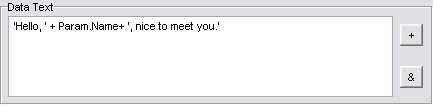 Data Text
'Hello, ' + Param.Name+ ', nice to meet you.'
+
&